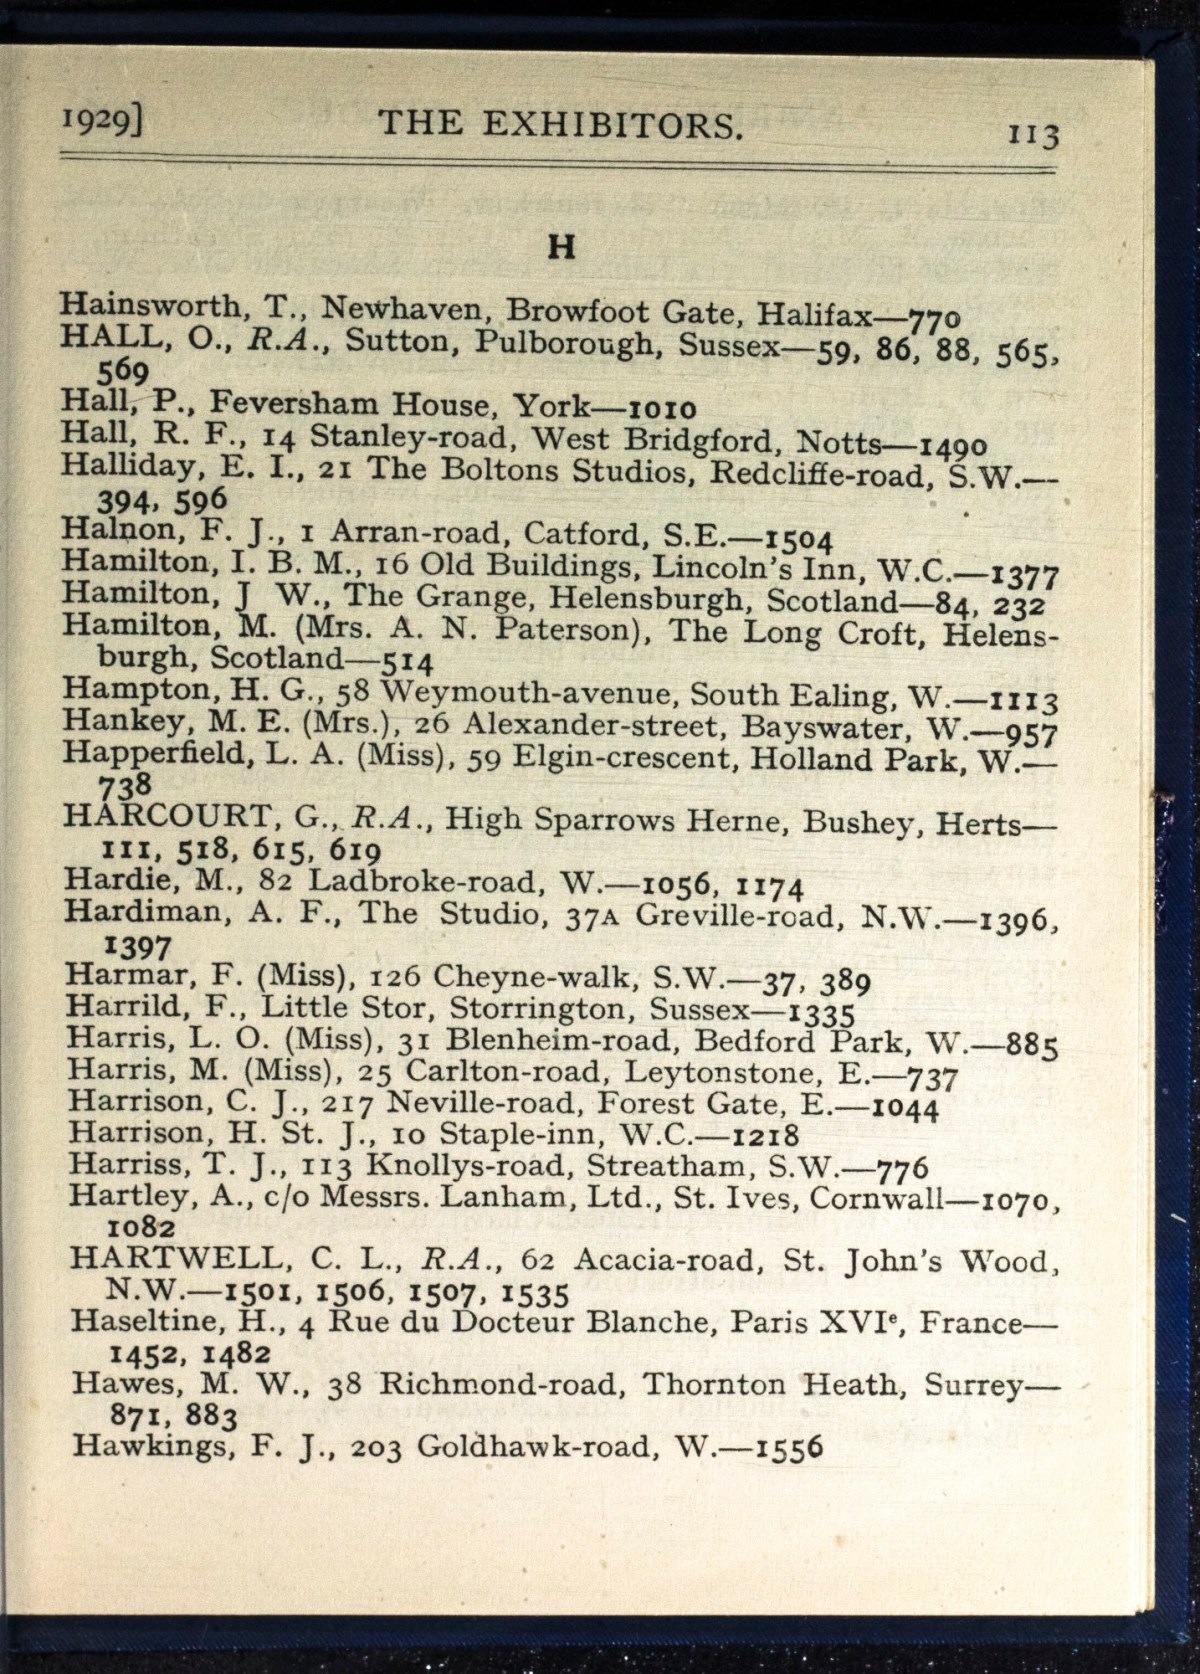 1929] THE EXHIBITORS. 113
H
Hainsworth, T., Newhaven, Browfoot Gate, Halifax—770
HALL, O., R.A., Sutton, Pulborough, Sussex—59, 86, 88, 565,
569
Hall, P., Feversham House, York—1010
Hall, R. F., 14 Stanley-road, West Bridgford, Notts—1490
Halliday, E. I., 21 The Boltons Studios, Redcliffe-road, S.W.—
394, 596
Halnon, F. J., 1 Arran-road, Catford, S.E.—1504
Hamilton, I. B. M., 16 Old Buildings, Lincoln's Inn, W.C.—1377
Hamilton, J W., The Grange, Helensburgh, Scotland—84, 232
Hamilton, M. (Mrs. A. N. Paterson), The Long Croft, Helens-
burgh, Scotland—514
Hampton, H. G., 58 Weymouth-avenue, South Ealing, W.—1113
Hankey, M. E. (Mrs.), 26 Alexander-street, Bayswater, W.—957
Happerfield, L. A. (Miss), 59 Elgin-crescent, Holland Park, W.—
738
HARCOURT, G., R.A., High Sparrows Herne, Bushey, Herts—
111, 518, 615, 619
Hardie, M., 82 Ladbroke-road, W.—1056, 1174
Hardiman, A. F., The Studio, 37A Greville-road, N.W.—1396,
1397
Harmar, F. (Miss), 126 Cheyne-walk, S.W.—37, 389
Harrild, F., Little Stor, Storrington, Sussex—1335
Harris, L. O. (Miss), 31 Blenheim-road, Bedford Park, W.—885
Harris, M. (Miss), 25 Carlton-road, Leytonstone, E.—737
Harrison, C. J., 217 Neville-road, Forest Gate, E.—1044
Harrison, H. St. J., 10 Staple-inn, W.C.—1218
Harriss, T. J., 113 Knollys-road, Streatham, S.W.—776
Hartley, A., c/o Messrs. Lanham, Ltd., St. Ives, Cornwall—1070,
1082
HARTWELL, C. L., R.A., 62 Acacia-road, St. John's Wood,
N.W.—1501, 1506, 1507, 1535
Haseltine, H., 4 Rue du Docteur Blanche, Paris XVIe, France—
1452, 1482
Hawes, M. W., 38 Richmond-road, Thornton Heath, Surrey—
871, 883
Hawkings, F. J., 203 Goldhawk-road, W.—1556